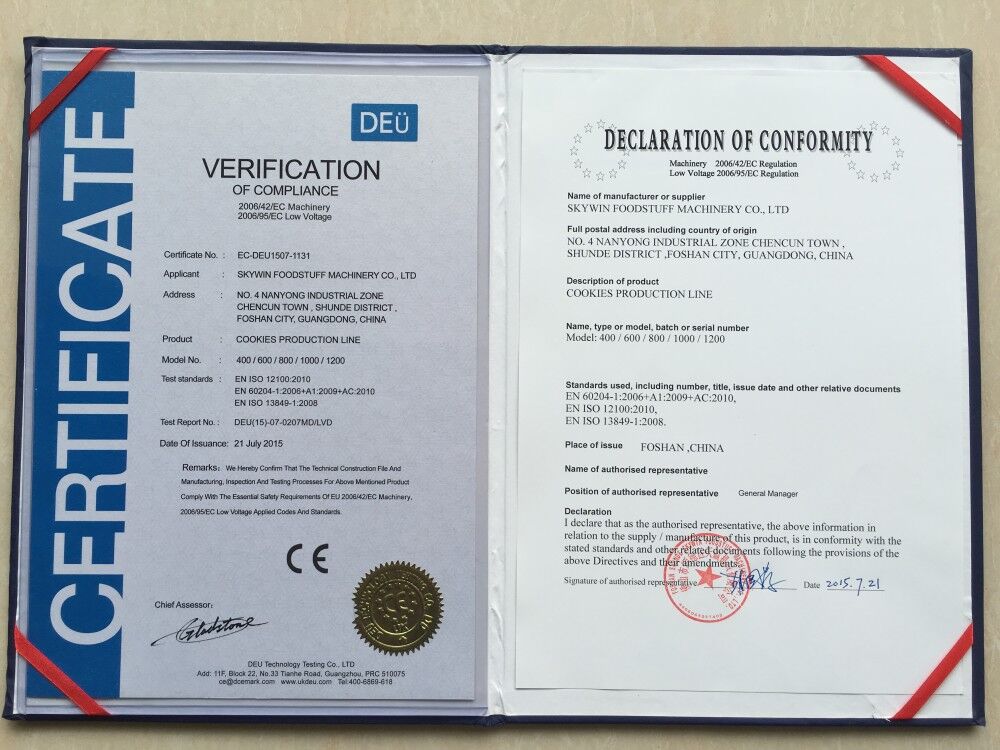 CERTIFICATE
DEÜ
VERIFICATION
OF COMPLIANCE
2006/42/EC Machinery
2006/95/EC Low Voltage
Certificate No. : EC-DEU1507-1131
Applicant : SKYWIN FOODSTUFF MACHINERY CO., LTD
Address : NO. 4 NANYONG INDUSTRIAL ZONE
CHENCUN TOWN , SHUNDE DISTRICT ,
FOSHAN CITY, GUANGDONG, CHINA
Product : COOKIES PRODUCTION LINE
Model No. : 400 / 600 / 800 / 1000 / 1200
Test standards : EN ISO 12100:2010
EN 60204-1:2006+A1:2009+AC:2010
EN ISO 13849-1:2008
Test Report No. : DEU(15)-07-0207MD/LVD
Date Of Issuance: 21 July 2015
Remarks: We Hereby Confirm That The Technical Construction File And
Manufacturing, Inspection And Testing Processes For Above Mentioned Product
Comply With The Essential Safety Requirements Of EU 2006/42/EC Machinery,
2006/95/EC Low Voltage Applied Codes And Standards.
CE
Chief Assessor:
Gladstone
DEU Technology Testing Co., LTD
Add: 11F, Block 22, No.33 Tianhe Road, Guangzhou, PRC 510075
ce@dcemark.com www.ukdeu.com Tel:400-6869-618
DECLARATION OF CONFORMITY
Machinery 2006/42/EC Regulation
Low Voltage 2006/95/EC Regulation
Name of manufacturer or supplier
SKYWIN FOODSTUFF MACHINERY CO., LTD
Full postal address including country of origin
NO. 4 NANYONG INDUSTRIAL ZONE CHENCUN TOWN ,
SHUNDE DISTRICT ,FOSHAN CITY, GUANGDONG, CHINA
Description of product
COOKIES PRODUCTION LINE
Name, type or model, batch or serial number
Model: 400 / 600 / 800 / 1000 / 1200
Standards used, including number, title, issue date and other relative documents
EN 60204-1:2006+A1:2009+AC:2010,
EN ISO 12100:2010,
EN ISO 13849-1:2008.
Place of issue FOSHAN ,CHINA
Name of authorised representative
Position of authorised representative General Manager
Declaration
I declare that as the authorised representative, the above information in
relation to the supply / manufacture of this product, is in conformity with the
stated standards and other related documents following the provisions of the
above Directives and their amendments.
Signature of authorised representative Date 2015.7.21